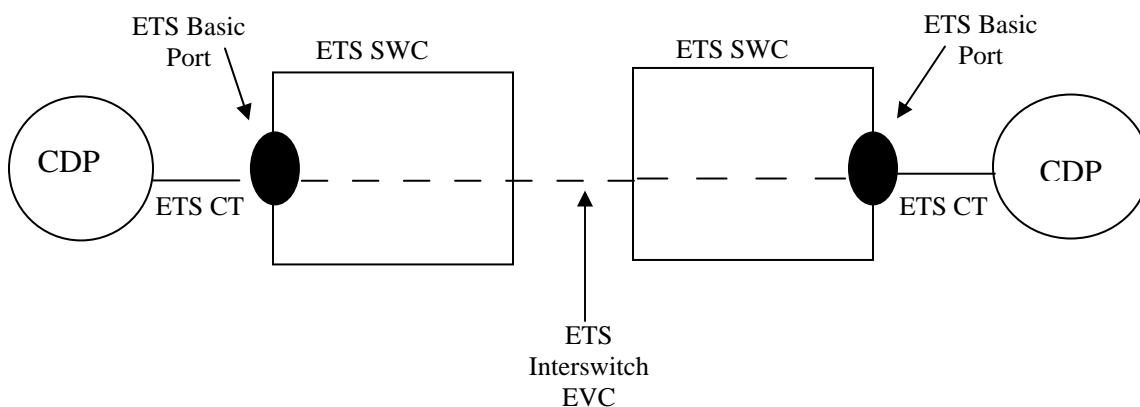 ETS Basic
Port
ETS SWC
ETS SWC
ETS Basic
Port
CDP
ETS CT
ETS CT
CDP
ETS
Interswitch
EVC